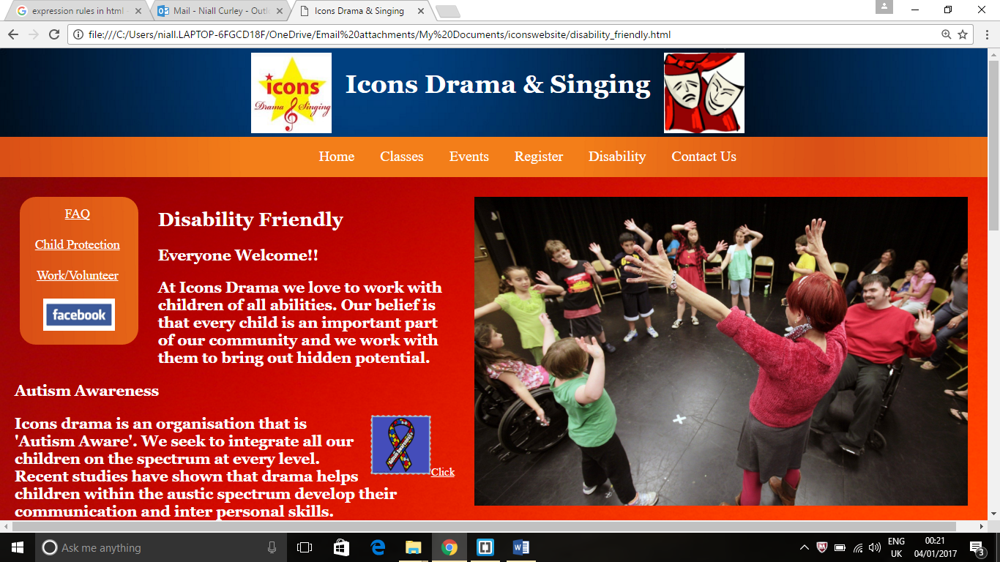 expression rules in html -
Mail - Niall Curley - Outl
Icons Drama & Singing
file:///C:/Users/niall.LAPTOP-6FGCD18F/OneDrive/Email%20attachments/My%20Documents/iconswebsite/disability_friendly.html
icons
Drama & Singing
Icons Drama & Singing
Home Classes Events Register Disability Contact Us
FAQ
Child Protection
Work/Volunteer
facebook
Disability Friendly
Everyone Welcome!!
At Icons Drama we love to work with
children of all abilities. Our belief is
that every child is an important part
of our community and we work with
them to bring out hidden potential.
Autism Awareness
Icons drama is an organisation that is
'Autism Aware'. We seek to integrate all our
children on the spectrum at every level.
Recent studies have shown that drama helps
children within the austic spectrum develop their
communication and inter personal skills.
Click
Ask me anything
ENG
UK
00:21
04/01/2017
3